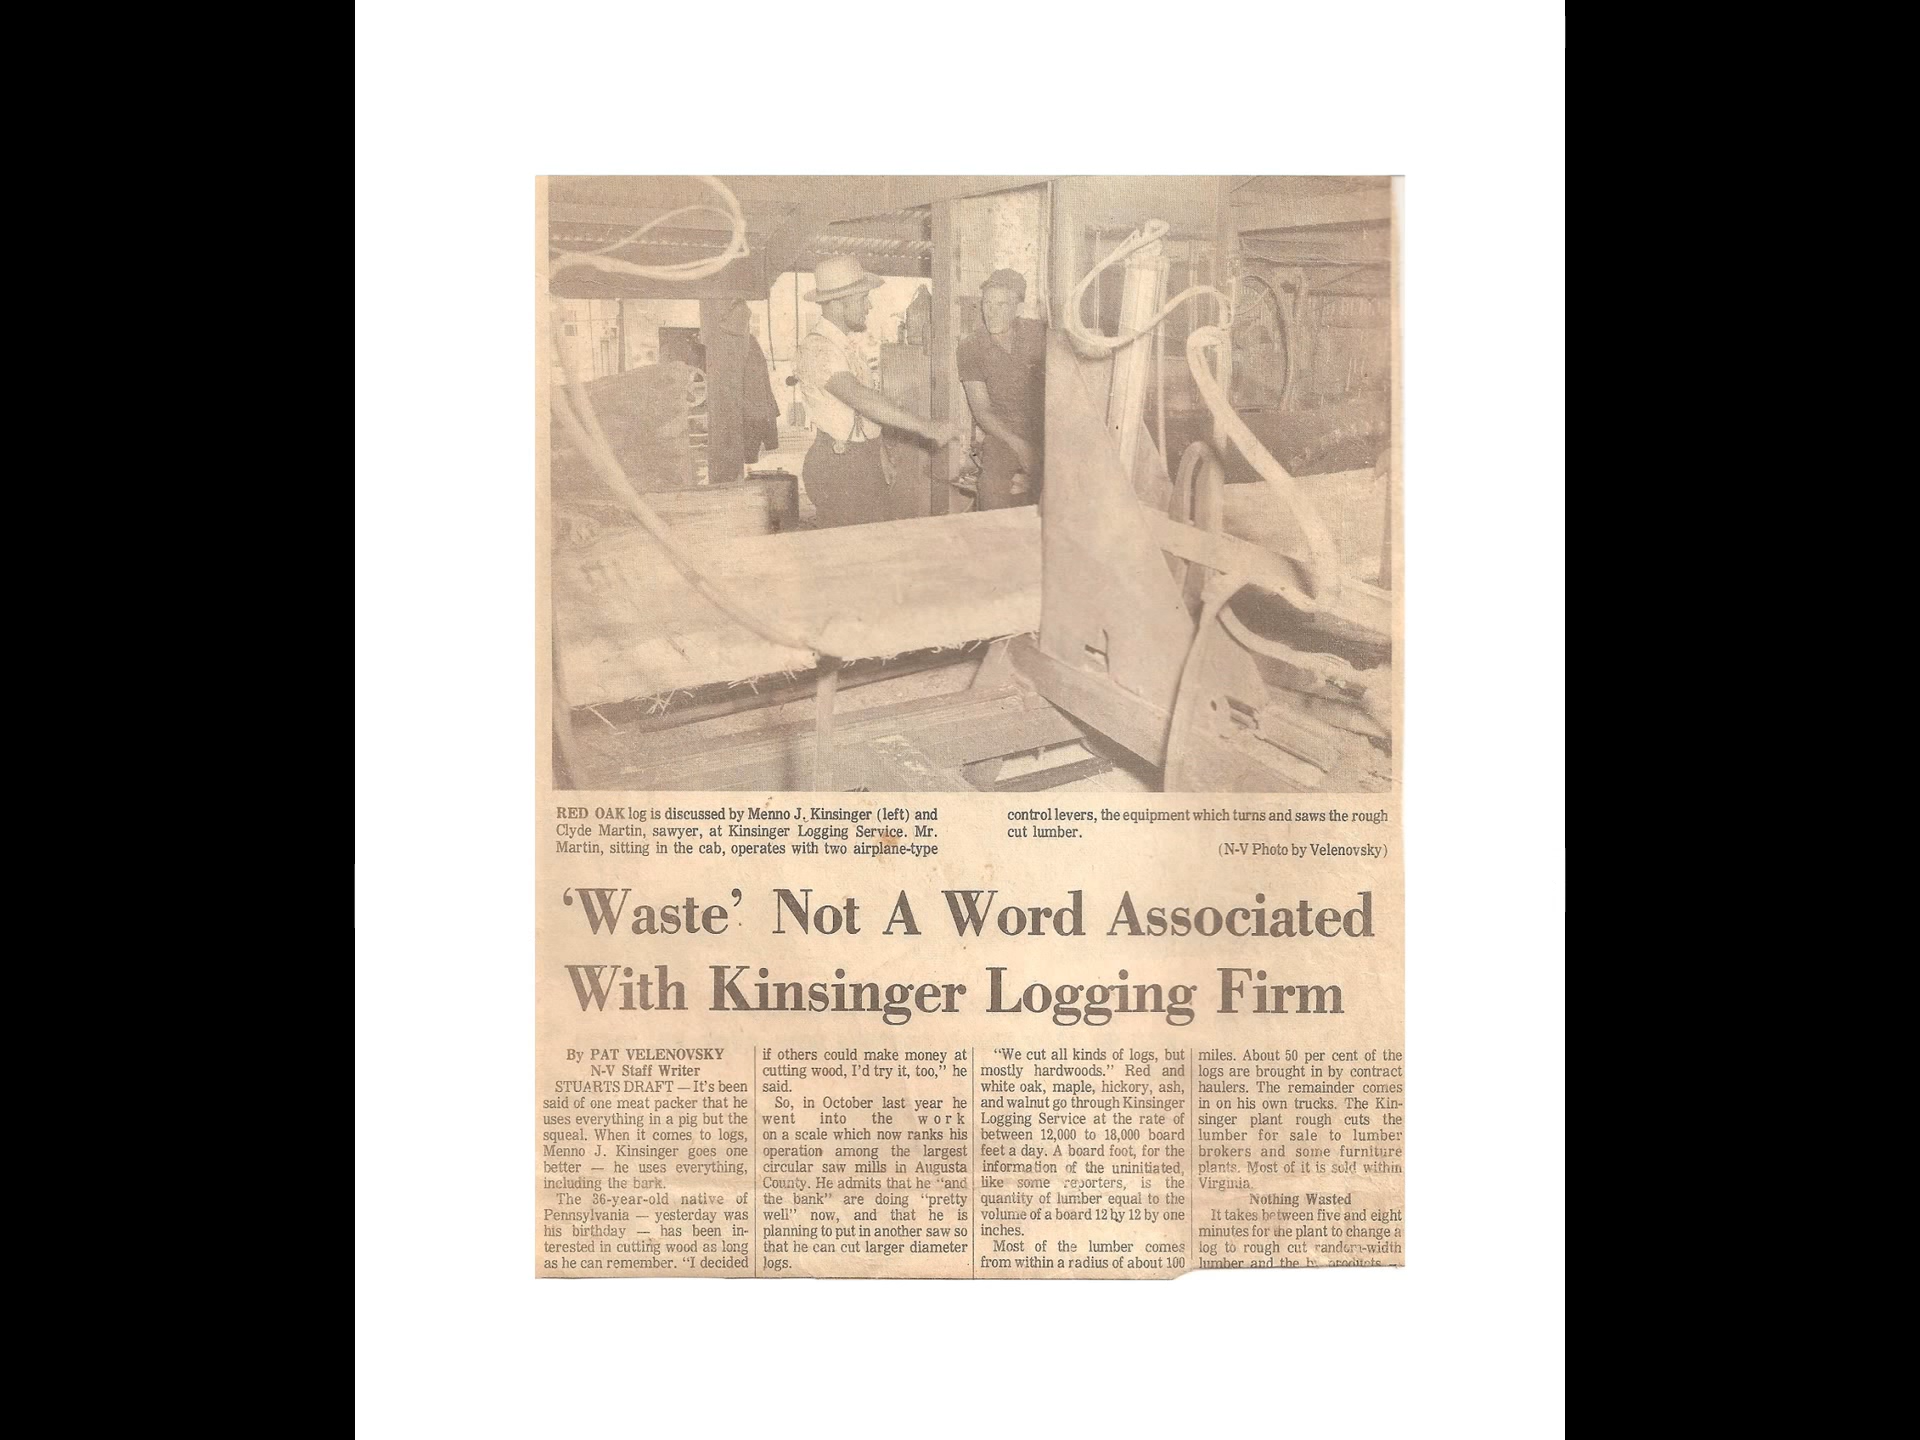 RED OAK log is discussed by Menno J. Kinsinger (left) and
Clyde Martin, sawyer, at Kinsinger Logging Service. Mr.
Martin, sitting in the cab, operates with two airplane-type
control levers, the equipment which turns and saws the rough
cut lumber.
(N-V Photo by Velenovsky)
‘Waste’ Not A Word Associated
With Kinsinger Logging Firm
By PAT VELENOVSKY
N-V Staff Writer
STUARTS DRAFT — It's been
said of one meat packer that he
uses everything in a pig but the
squeal. When it comes to logs,
Menno J. Kinsinger goes one
better — he uses everything,
including the bark.
The 36-year-old native of
Pennsylvania — yesterday was
his birthday — has been in-
terested in cutting wood as long
as he can remember. "I decided
if others could make money at
cutting wood, I'd try it, too," he
said.
So, in October last year he
went into the work
on a scale which now ranks his
operation among the largest
circular saw mills in Augusta
County. He admits that he "and
the bank" are doing "pretty
well" now, and that he is
planning to put in another saw so
that he can cut larger diameter
logs.
"We cut all kinds of logs, but
mostly hardwoods." Red and
white oak, maple, hickory, ash,
and walnut go through Kinsinger
Logging Service at the rate of
between 12,000 to 18,000 board
feet a day. A board foot, for the
information of the uninitiated,
like some reporters, is the
quantity of lumber equal to the
volume of a board 12 by 12 by one
inches.
Most of the lumber comes
from within a radius of about 100
miles. About 50 per cent of the
logs are brought in by contract
haulers. The remainder comes
in on his own trucks. The Kin-
singer plant rough cuts the
lumber for sale to lumber
brokers and some furniture
plants. Most of it is sold within
Virginia.
Nothing Wasted
It takes between five and eight
minutes for the plant to change a
log to rough cut random-width
lumber and the by products —